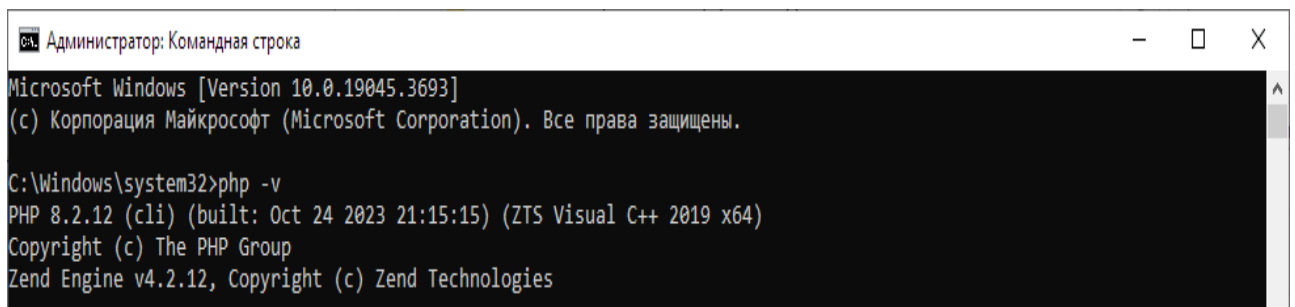 Администратор: Командная строка
Microsoft Windows [Version 10.0.19045.3693]
(c) Корпорация Майкрософт (Microsoft Corporation). Все права защищены.
C:\Windows\system32>php -v
PHP 8.2.12 (cli) (built: Oct 24 2023 21:15:15) (ZTS Visual C++ 2019 x64)
Copyright (c) The PHP Group
Zend Engine v4.2.12, Copyright (c) Zend Technologies